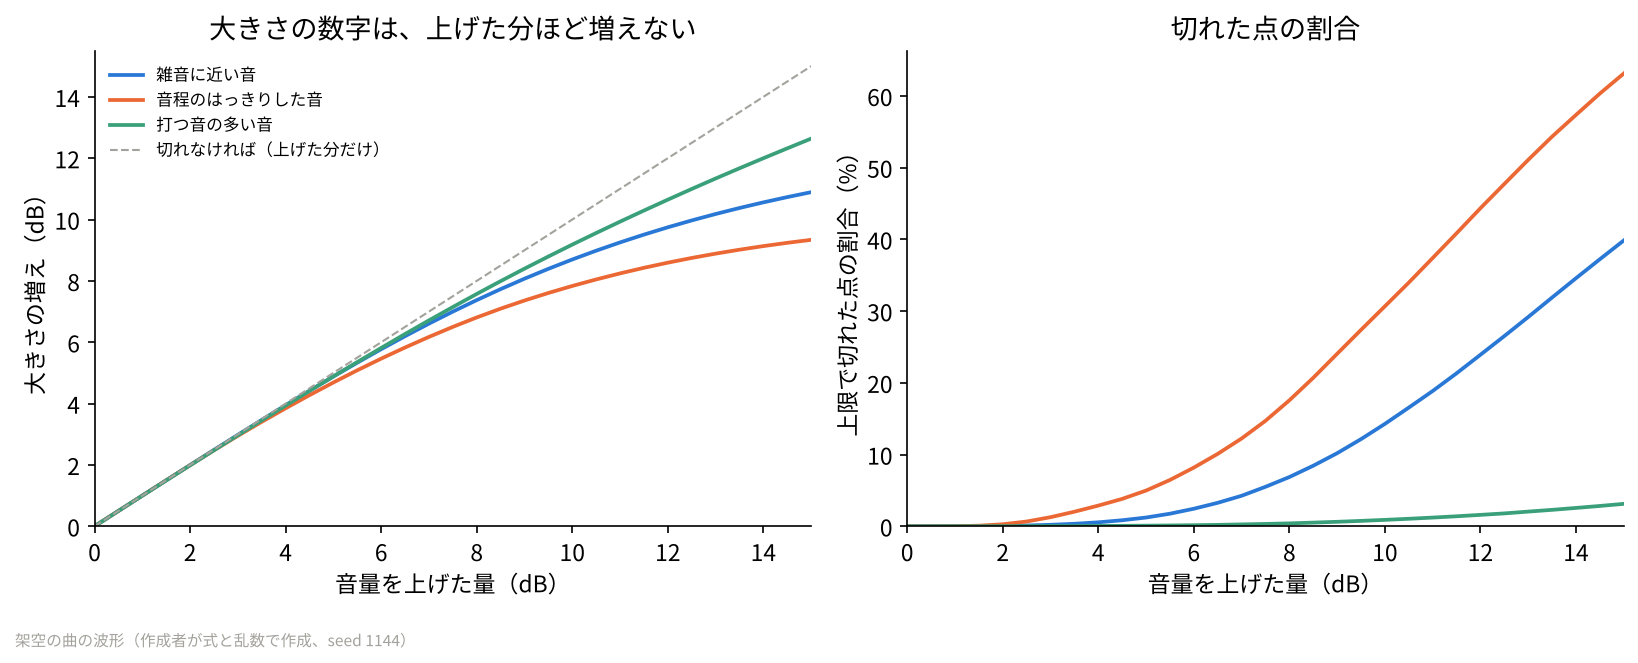 大きさの数字は、上げた分ほど増えない
雑音に近い音
音程のはっきりした音
打つ音の多い音
切れなければ（上げた分だけ）
大きさの増え（dB）
14
12
10
8
6
4
2
0
0 2 4 6 8 10 12 14
音量を上げた量（dB）
切れた点の割合
上限で切れた点の割合（%）
60
50
40
30
20
10
0
0 2 4 6 8 10 12 14
音量を上げた量（dB）
架空の曲の波形（作成者が式と乱数で作成、seed 1144）